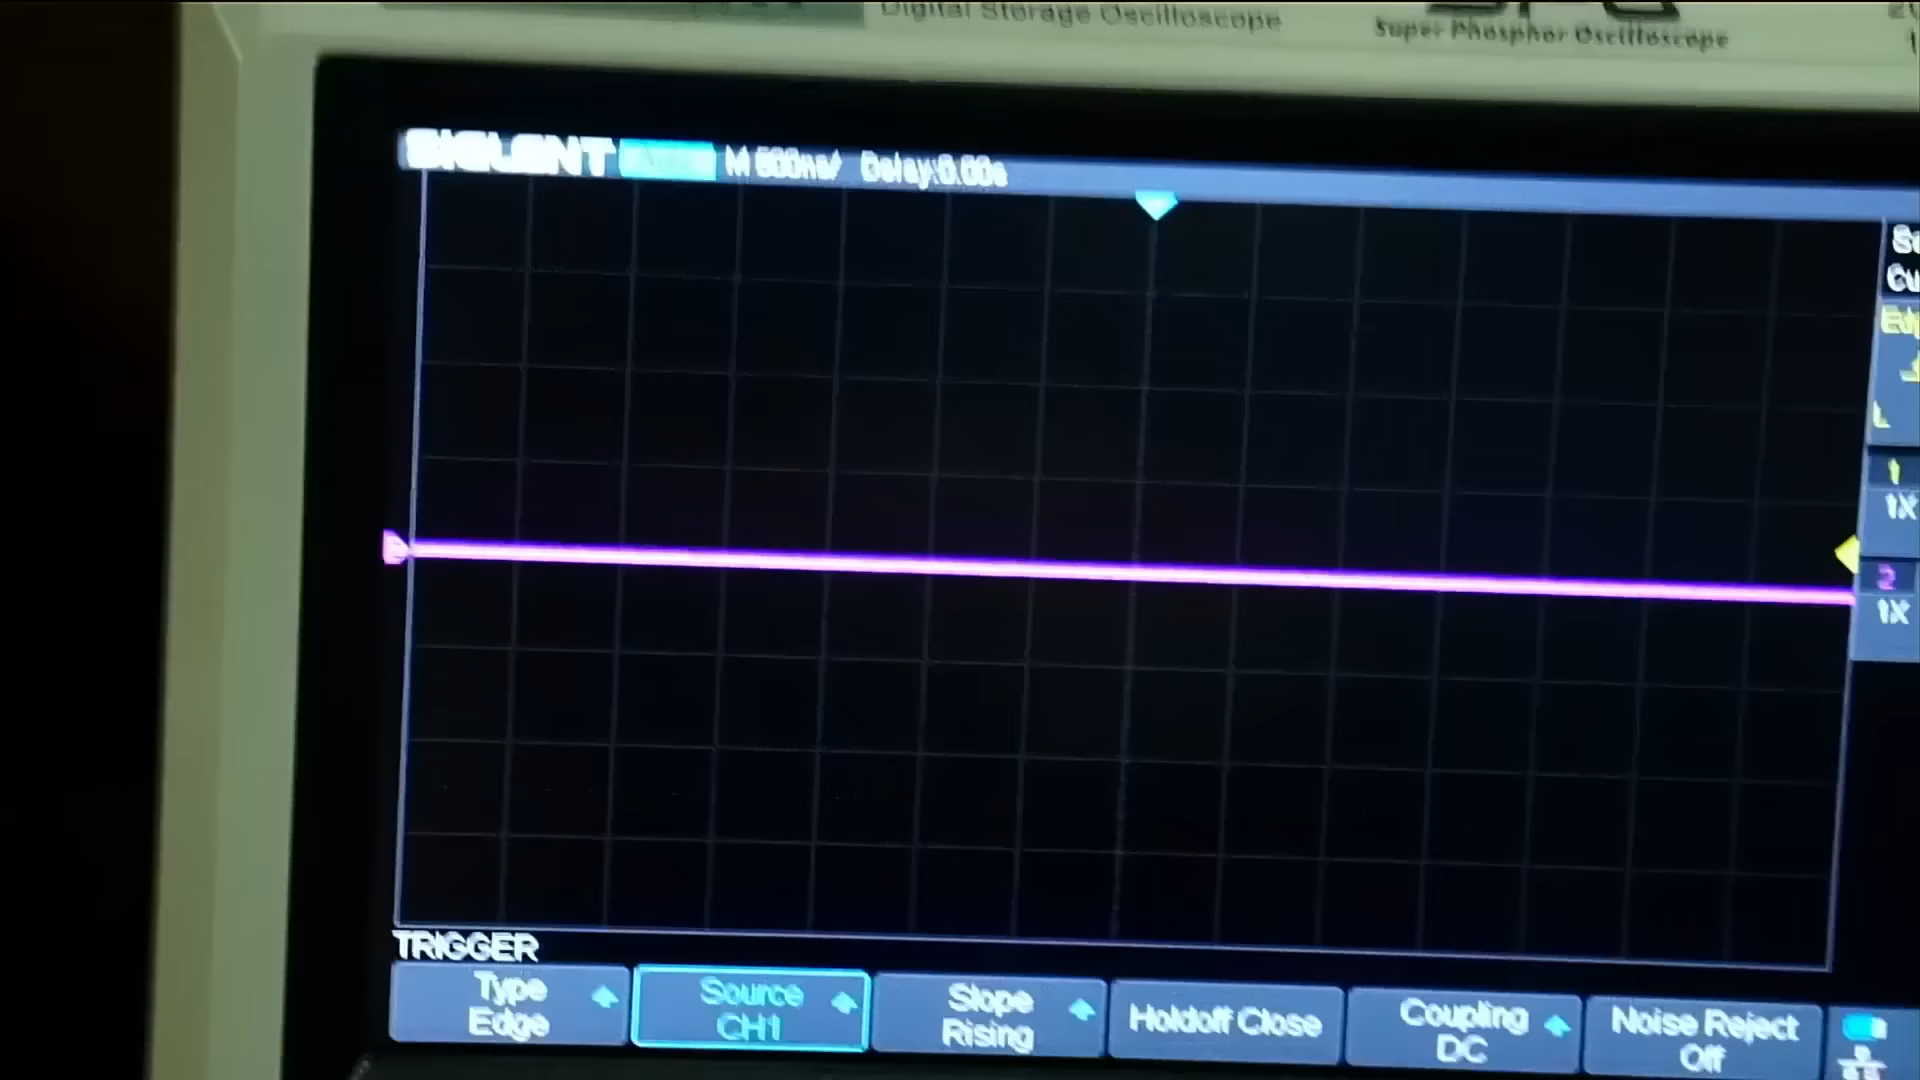 Digital Storage Oscilloscope
Super Phosphor Oscilloscope
SIGLENT
M 500ns/ Delay:0.00s
1
1X
2
1X
TRIGGER
Type
Edge
Source
CH1
Slope
Rising
Holdoff Close
Coupling
DC
Noise Reject
Off